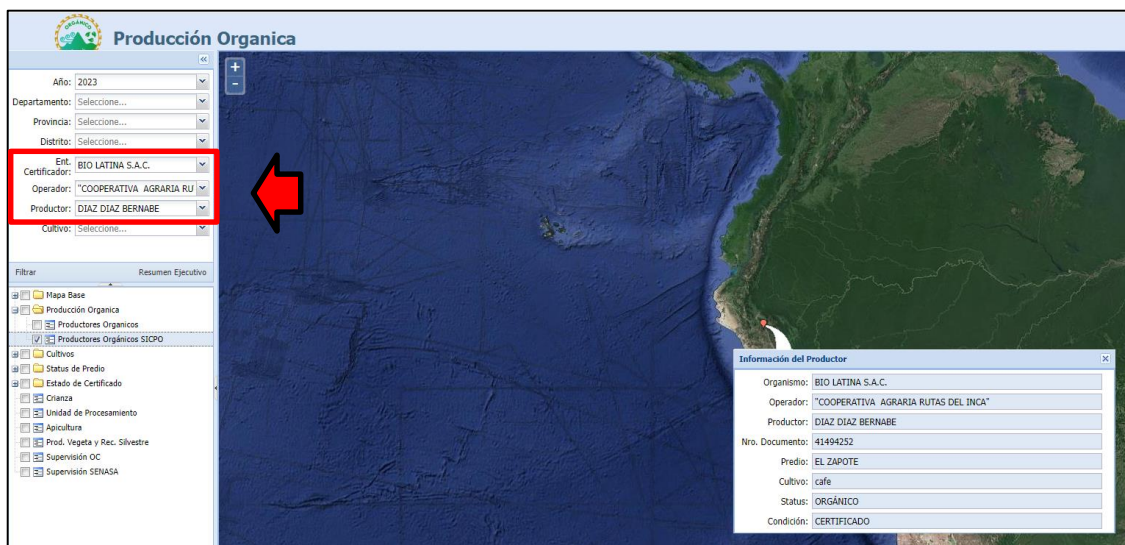 ORGÁNICO
Producción Organica
«
+
-
Año: 2023
Departamento: Seleccione...
Provincia: Seleccione...
Distrito: Seleccione...
Ent.
Certificador: BIO LATINA S.A.C.
Operador: "COOPERATIVA AGRARIA RU
Productor: DIAZ DIAZ BERNABE
Cultivo: Seleccione...
Filtrar Resumen Ejecutivo
Mapa Base
Producción Organica
Productores Organicos
Productores Orgánicos SICPO
Cultivos
Status de Predio
Estado de Certificado
Crianza
Unidad de Procesamiento
Apicultura
Prod. Vegeta y Rec. Silvestre
Supervisión OC
Supervisión SENASA
Información del Productor
Organismo: BIO LATINA S.A.C.
Operador: "COOPERATIVA AGRARIA RUTAS DEL INCA"
Productor: DIAZ DIAZ BERNABE
Nro. Documento: 41494252
Predio: EL ZAPOTE
Cultivo: cafe
Status: ORGÁNICO
Condición: CERTIFICADO